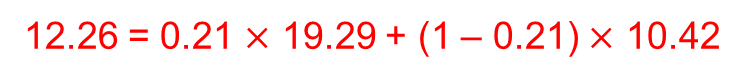 12.26 = 0.21 × 19.29 + (1 – 0.21) × 10.42